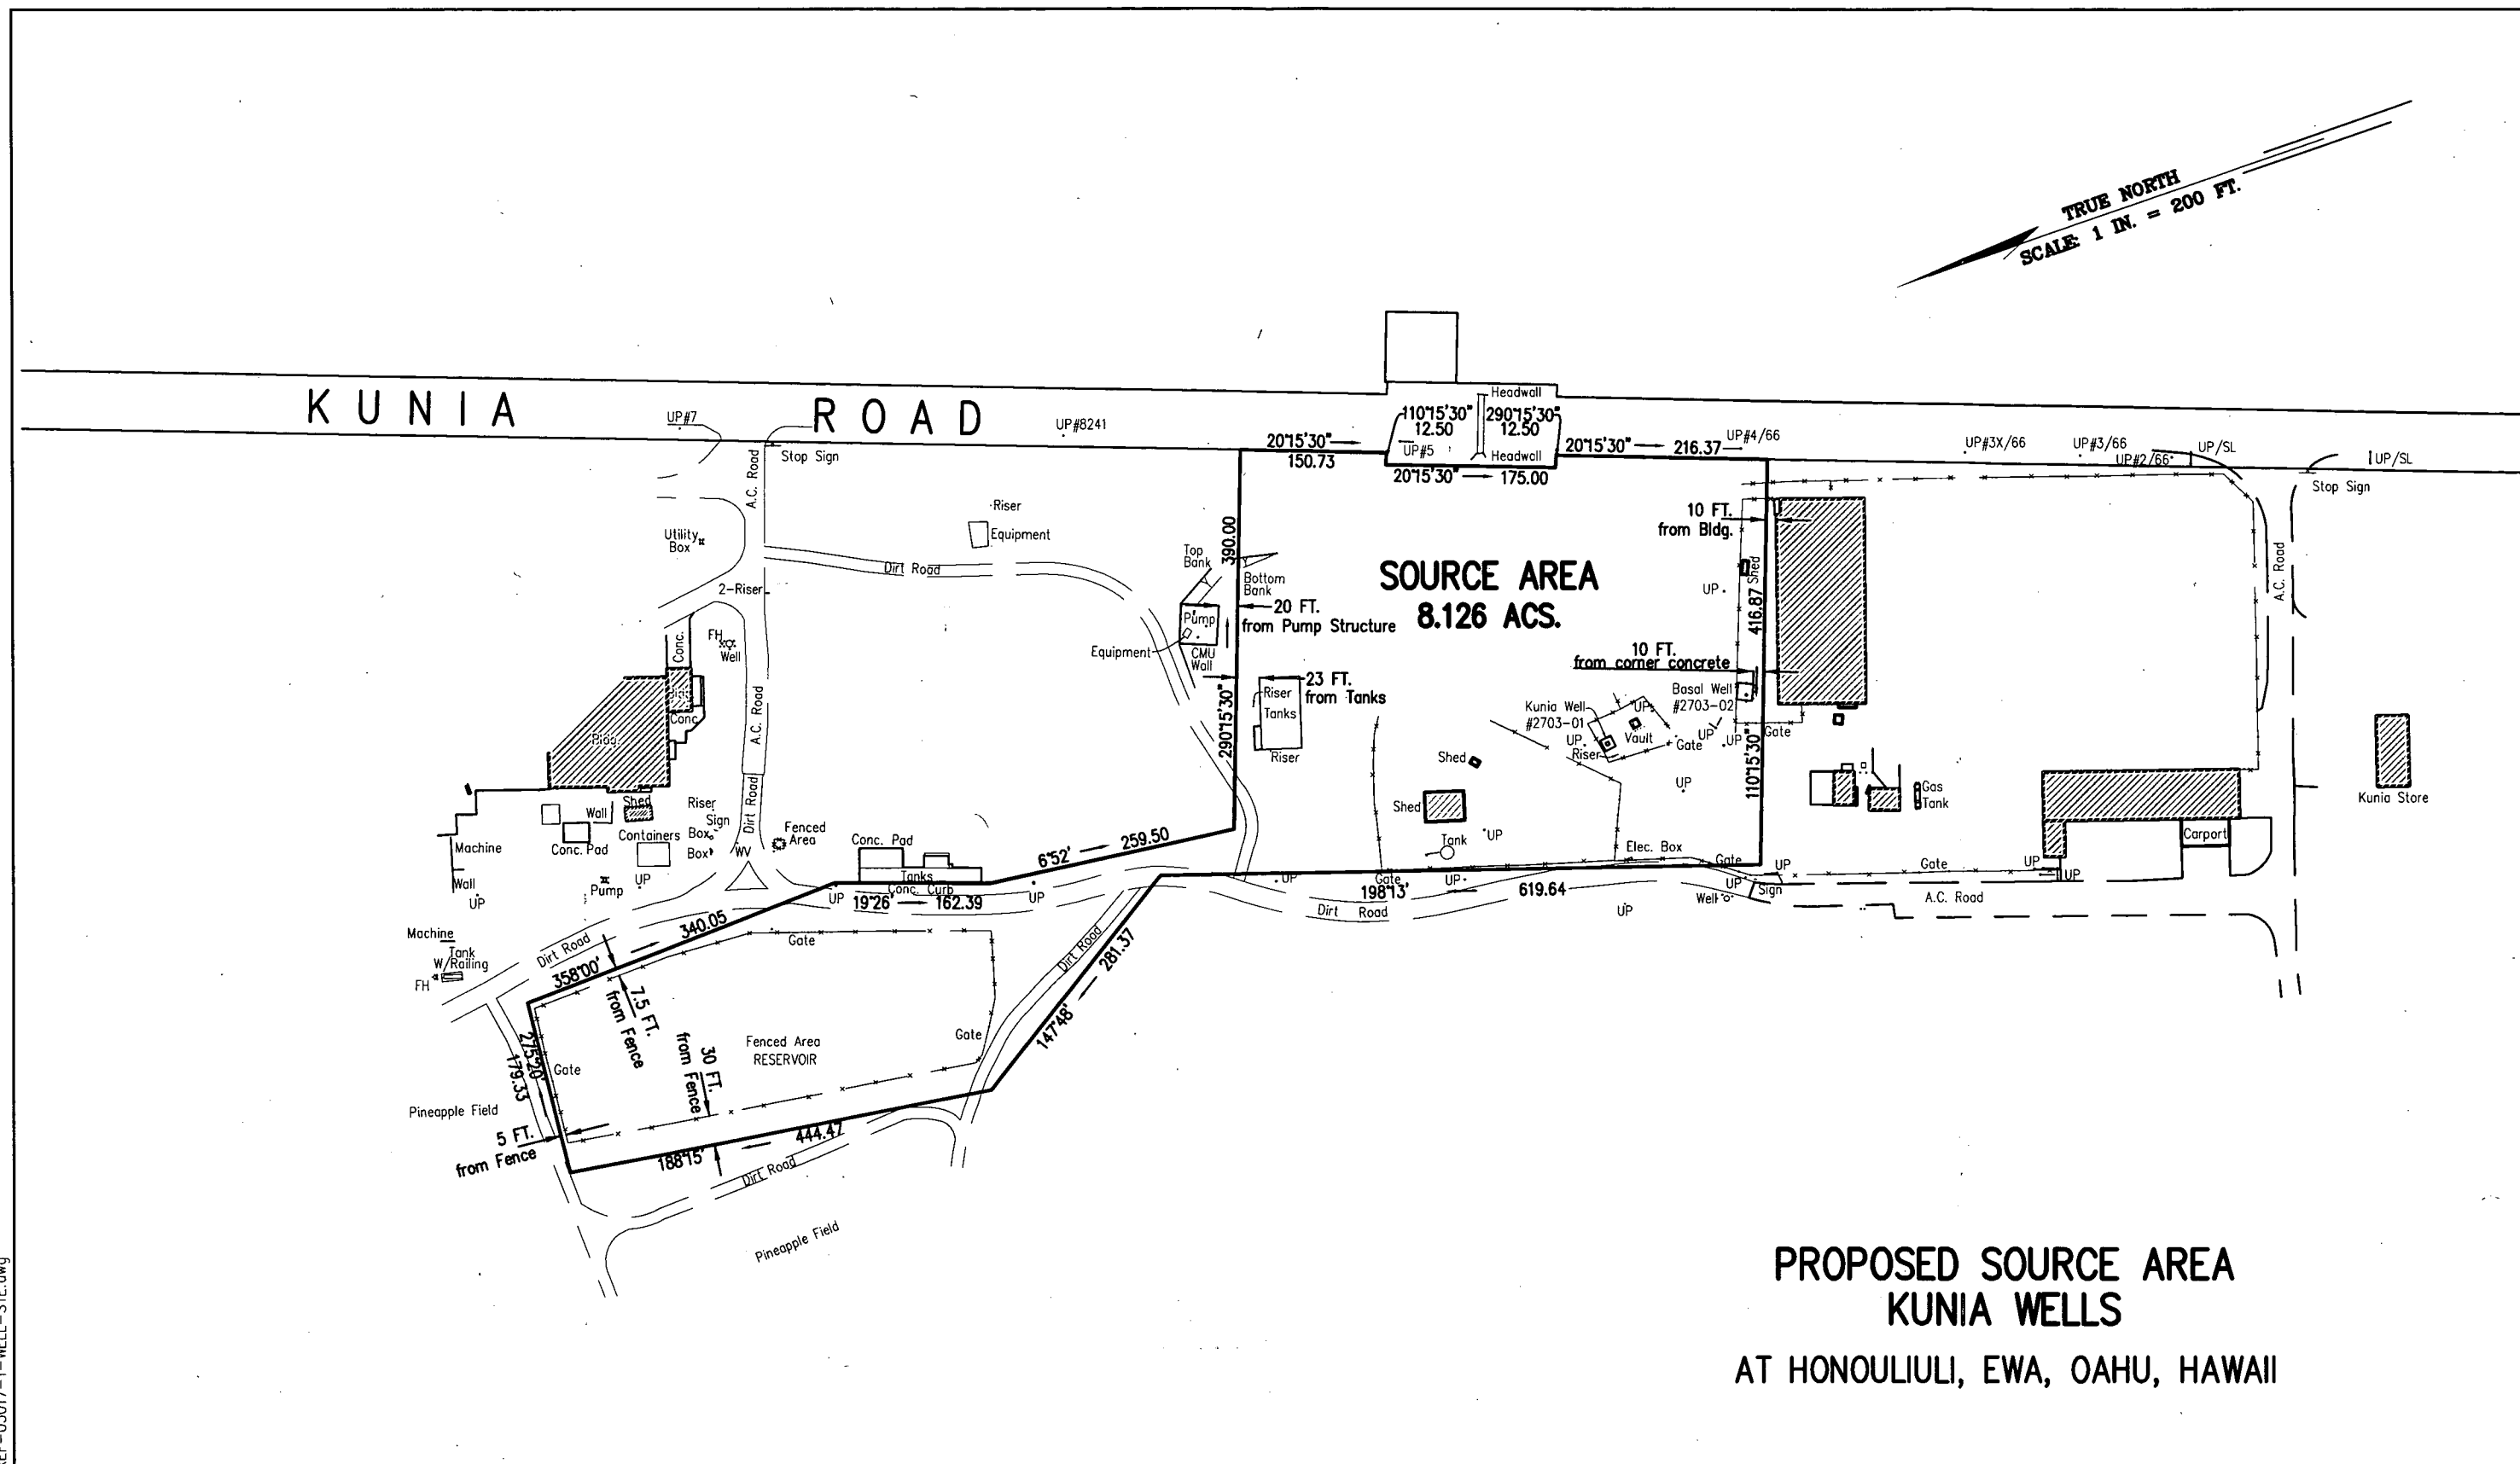 TRUE NORTH
SCALE: 1 IN. = 200 FT.
KUNIA ROAD
UP#7
UP#8241
Stop Sign
A.C. Road
Headwall
110°15'30"
12.50
290°15'30"
12.50
UP#5
Headwall
20°15'30"
150.73
20°15'30"
175.00
20°15'30"
216.37
UP#4/66
UP#3X/66
UP#3/66
UP#2/66
UP/SL
UP/SL
Stop Sign
Riser
Equipment
Utility
Box
Dirt Road
2-Riser
Top
Bank
390.00
Bottom
Bank
SOURCE AREA
8.126 ACS.
10 FT.
from Bldg.
UP
416.87
Shed
A.C. Road
Pump
20 FT.
from Pump Structure
Equipment
CMU
Wall
Conc.
FH
Well
Conc.
Bldg.
A.C. Road
290°15'30"
23 FT.
from Tanks
Riser
Tanks
Riser
10 FT.
from corner concrete
Basal Well
#2703-02
Kunia Well
#2703-01
UP
Vault
UP
Riser
Gate
UP
UP
Gate
110°15'30"
Shed
Shed
UP
Tank
UP
Elec. Box
Gate
UP
Gas
Tank
Kunia Store
Carport
Gate
UP
UP
A.C. Road
Wall
Shed
Riser
Sign
Box
Box
Containers
Conc. Pad
Dirt Road
WV
Fenced
Area
Conc. Pad
Tanks
Conc. Curb
6°52'
259.50
Machine
Wall
UP
Pump
UP
UP
19°26'
162.39
UP
UP
Gate
198°13'
UP
619.64
UP
Sign
Well
UP
Dirt Road
Machine
Tank
W/Railing
FH
Dirt Road
358°00'
340.05
Gate
7.5 FT.
from Fence
Dirt Road
281.37
147°48'
Gate
275°20'
179.33
Gate
30 FT.
from Fence
Fenced Area
RESERVOIR
Pineapple Field
5 FT.
from Fence
188°15'
444.47
Dirt Road
Pineapple Field
PROPOSED SOURCE AREA
KUNIA WELLS
AT HONOULIULI, EWA, OAHU, HAWAII